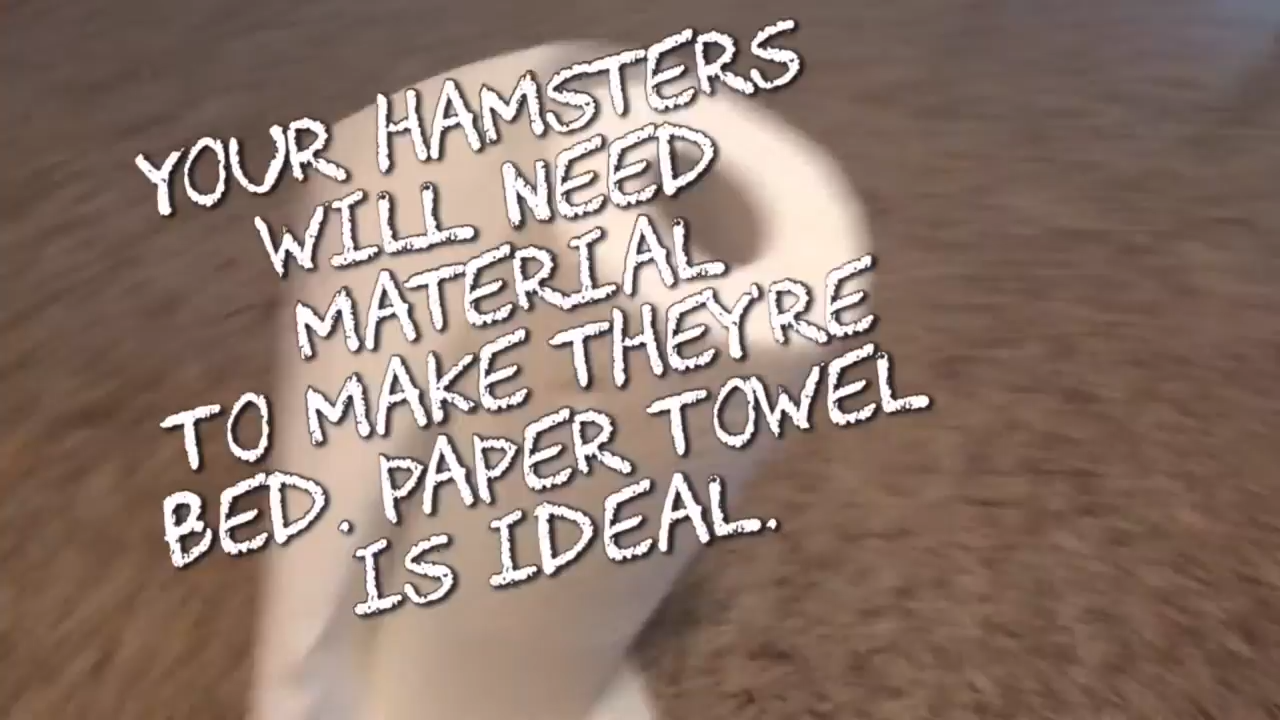 YOUR HAMSTERS
WILL NEED
MATERIAL
TO MAKE THEYRE
BED. PAPER TOWEL
IS IDEAL.